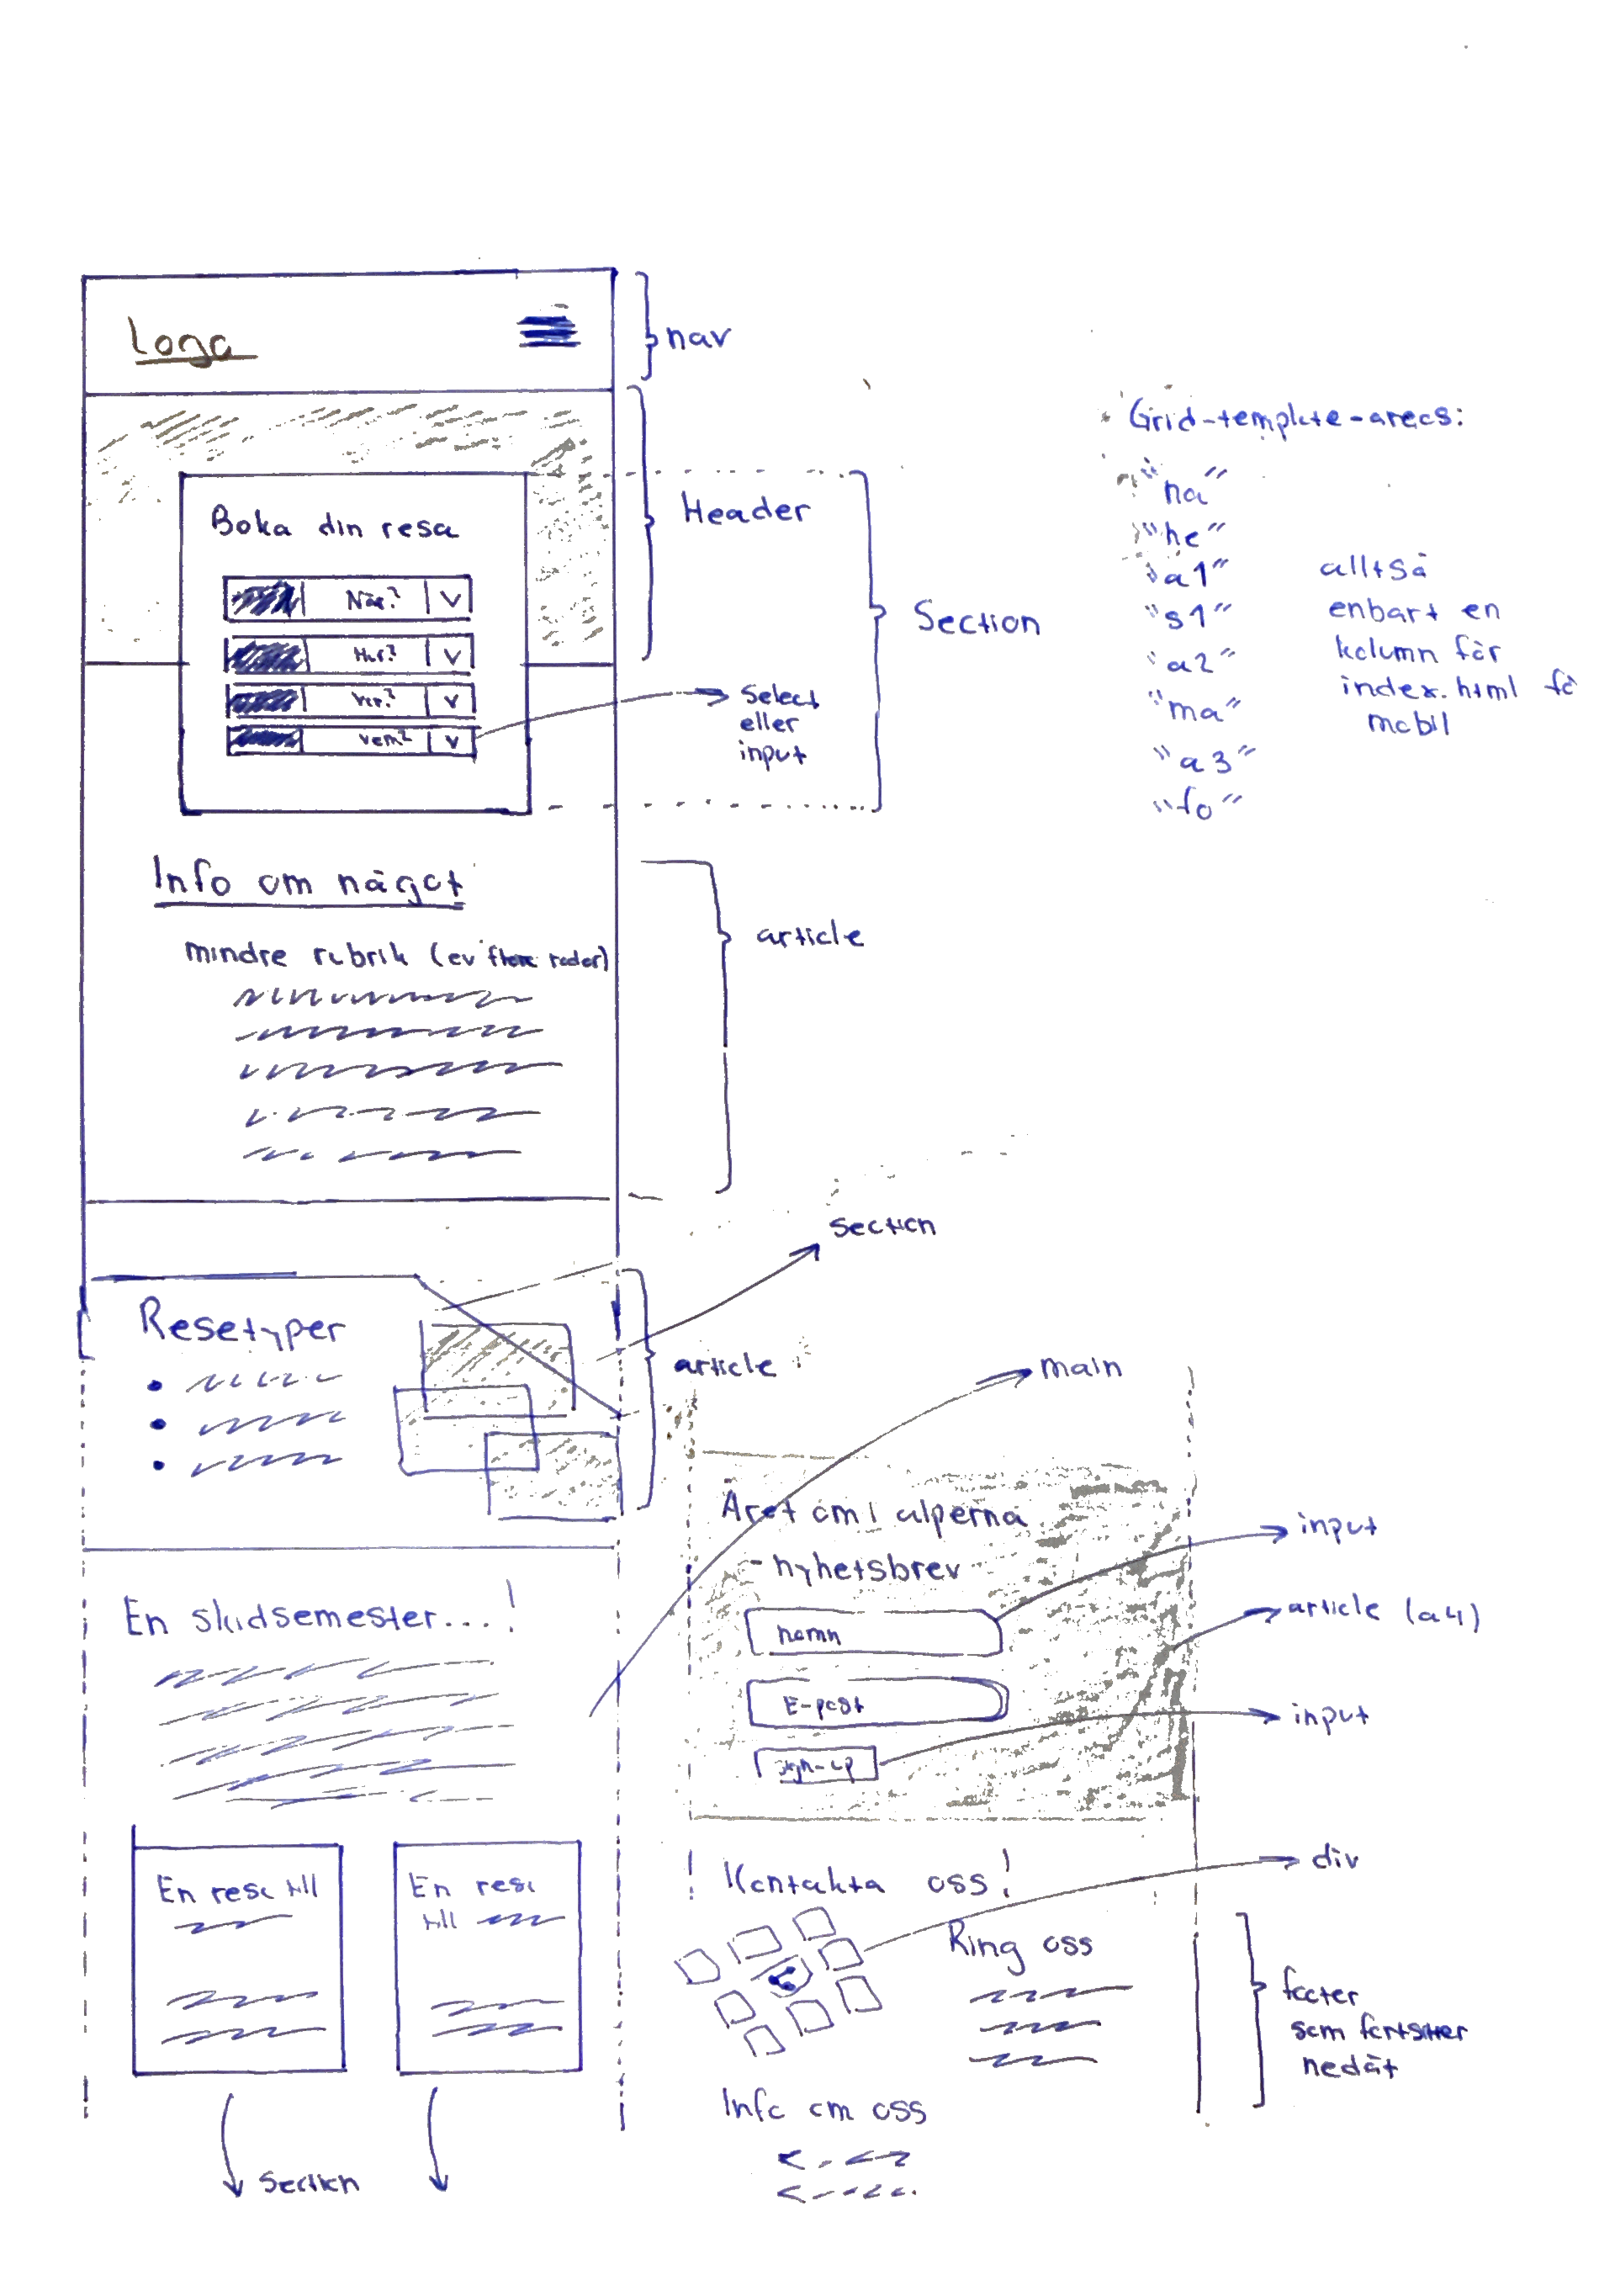 Loga
nav
Header
Boka din resa
När?
Hur?
Var?
Vem?
Section
Select
eller
input
Grid-template-areas:
"na"
"he"
"a1"
"s1"
"a2"
"ma"
"a3"
"fo"
alltså
enbart en
kolumn för
index.html fö
mobil
Info om något
mindre rubrik (ev flere rader)
article
Section
Resetyper
article
main
En skidsemester...!
En resa till
En resa
till
Section
Året om i alperna
- nyhetsbrev
namn
E-post
sign-up
input
article (a4)
input
! Kontakta oss!
div
Ring oss
Info om oss
footer
som fortsätter
nedåt